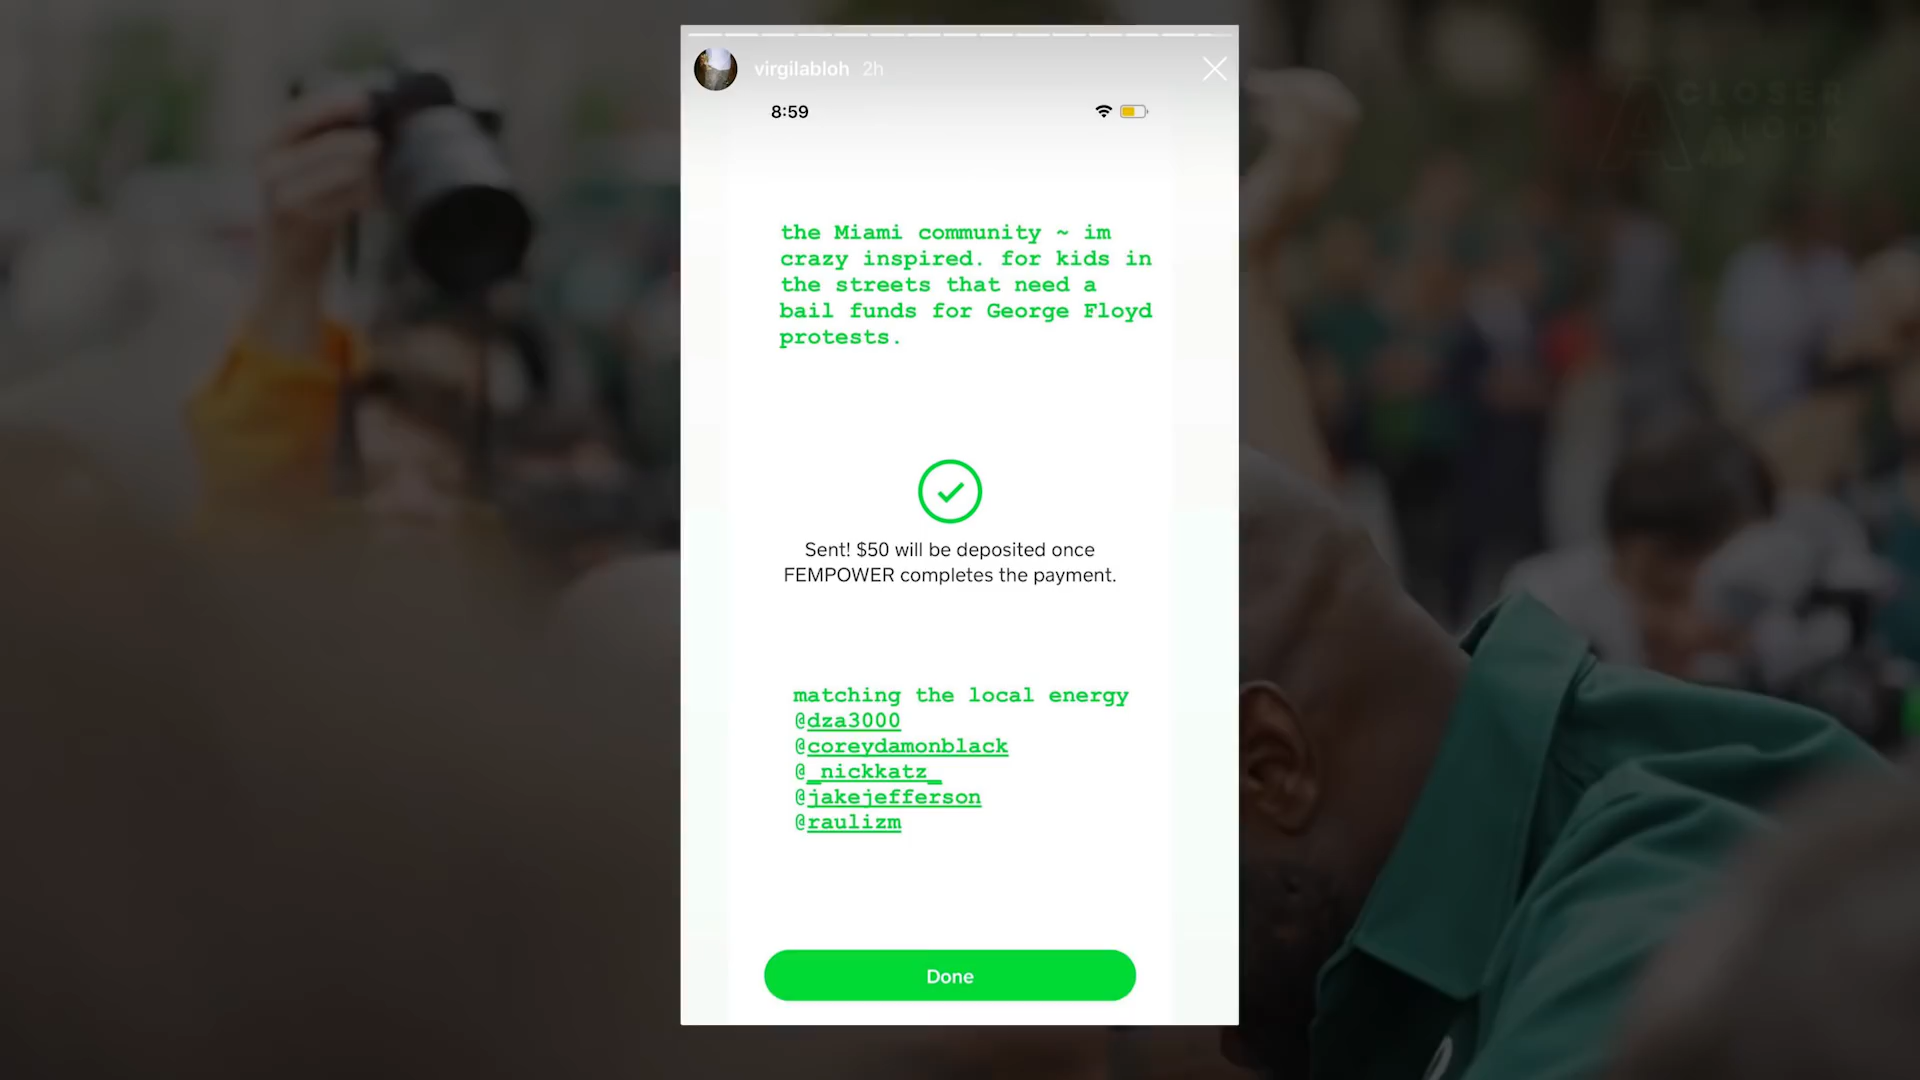 virgilabloh 2h
8:59
A CLOSER
LOOK
the Miami community ~ im
crazy inspired. for kids in
the streets that need a
bail funds for George Floyd
protests.
Sent! $50 will be deposited once
FEMPOWER completes the payment.
matching the local energy
@dza3000
@coreydamonblack
@_nickkatz_
@jakejefferson
@raulizm
Done